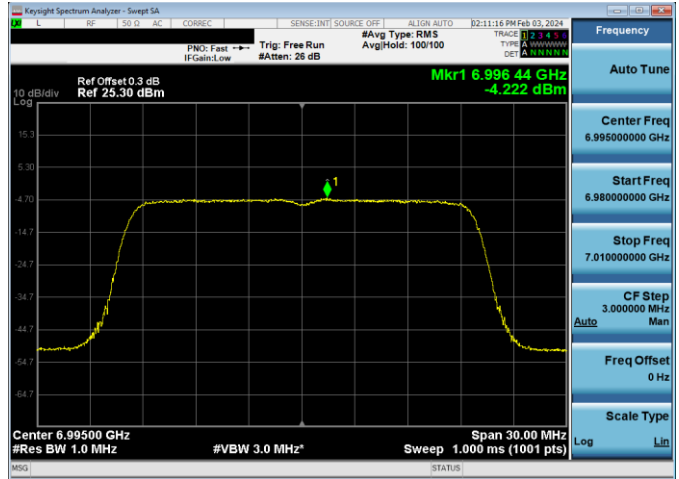 Keysight Spectrum Analyzer - Swept SA
L RF 50 Ω AC CORREC SENSE:INT SOURCE OFF ALIGN AUTO 02:11:16 PM Feb 03, 2024
#Avg Type: RMS TRACE 1 2 3 4 5 6
PNO: Fast Trig: Free Run Avg|Hold: 100/100 TYPE A WWWWW
IFGain:Low #Atten: 26 dB DET A N N N N N
Mkr1 6.996 44 GHz
-4.222 dBm
Ref Offset 0.3 dB
10 dB/div Ref 25.30 dBm
Log
15.3
5.30
1
-4.70
-14.7
-24.7
-34.7
-44.7
-54.7
-64.7
Center 6.99500 GHz Span 30.00 MHz
#Res BW 1.0 MHz #VBW 3.0 MHz* Sweep 1.000 ms (1001 pts)
MSG STATUS
Frequency
Auto Tune
Center Freq
6.995000000 GHz
Start Freq
6.980000000 GHz
Stop Freq
7.010000000 GHz
CF Step
3.000000 MHz
Auto Man
Freq Offset
0 Hz
Scale Type
Log Lin